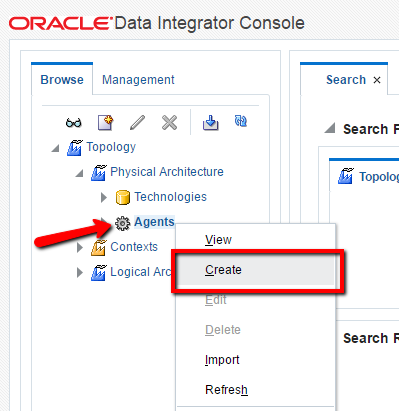 ORACLE Data Integrator Console
Browse Management
Search ×
Topology
Physical Architecture
Technologies
Agents
Contexts
Logical Arc
View
Create
Edit
Delete
Import
Refresh
Search F
Topolo
Search R